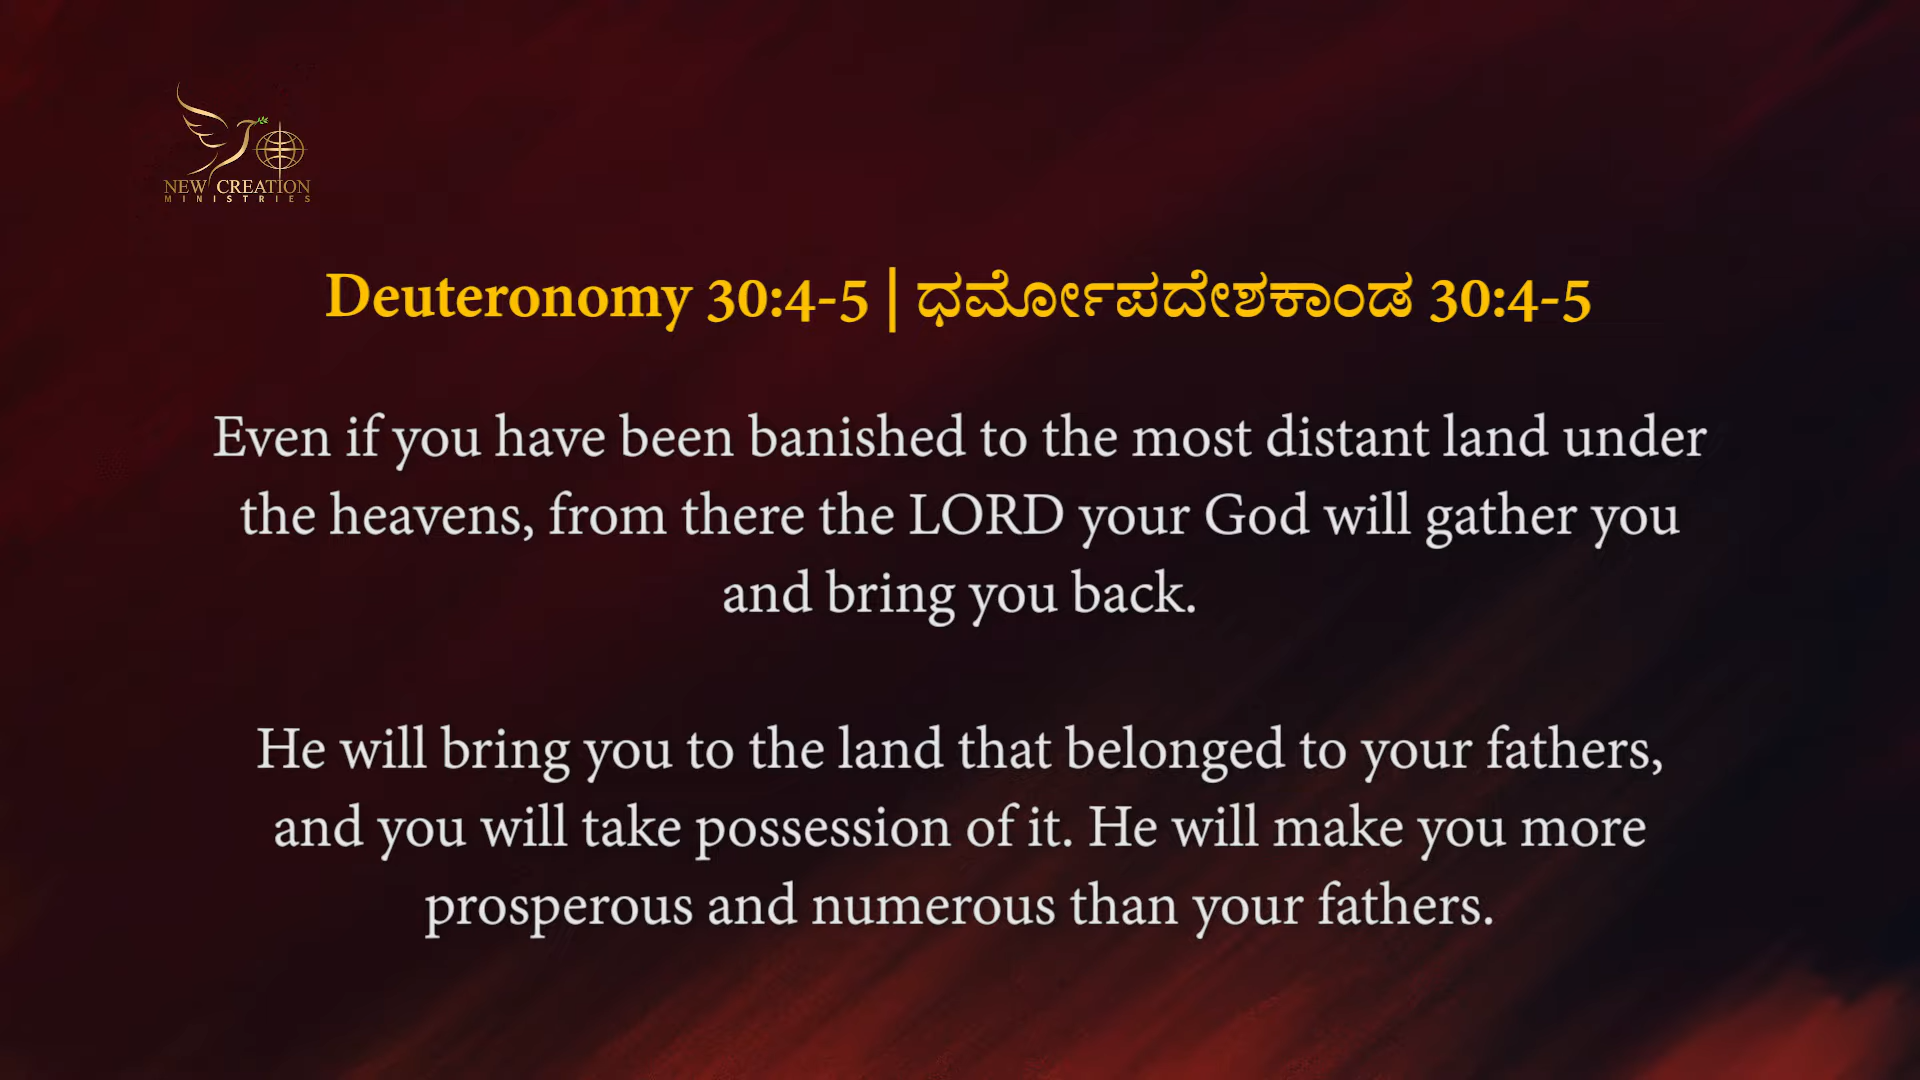 NEW CREATION
MINISTRIES
Deuteronomy 30:4-5 | ಧರ್ಮೋಪದೇಶಕಾಂಡ 30:4-5
Even if you have been banished to the most distant land under
the heavens, from there the LORD your God will gather you
and bring you back.
He will bring you to the land that belonged to your fathers,
and you will take possession of it. He will make you more
prosperous and numerous than your fathers.